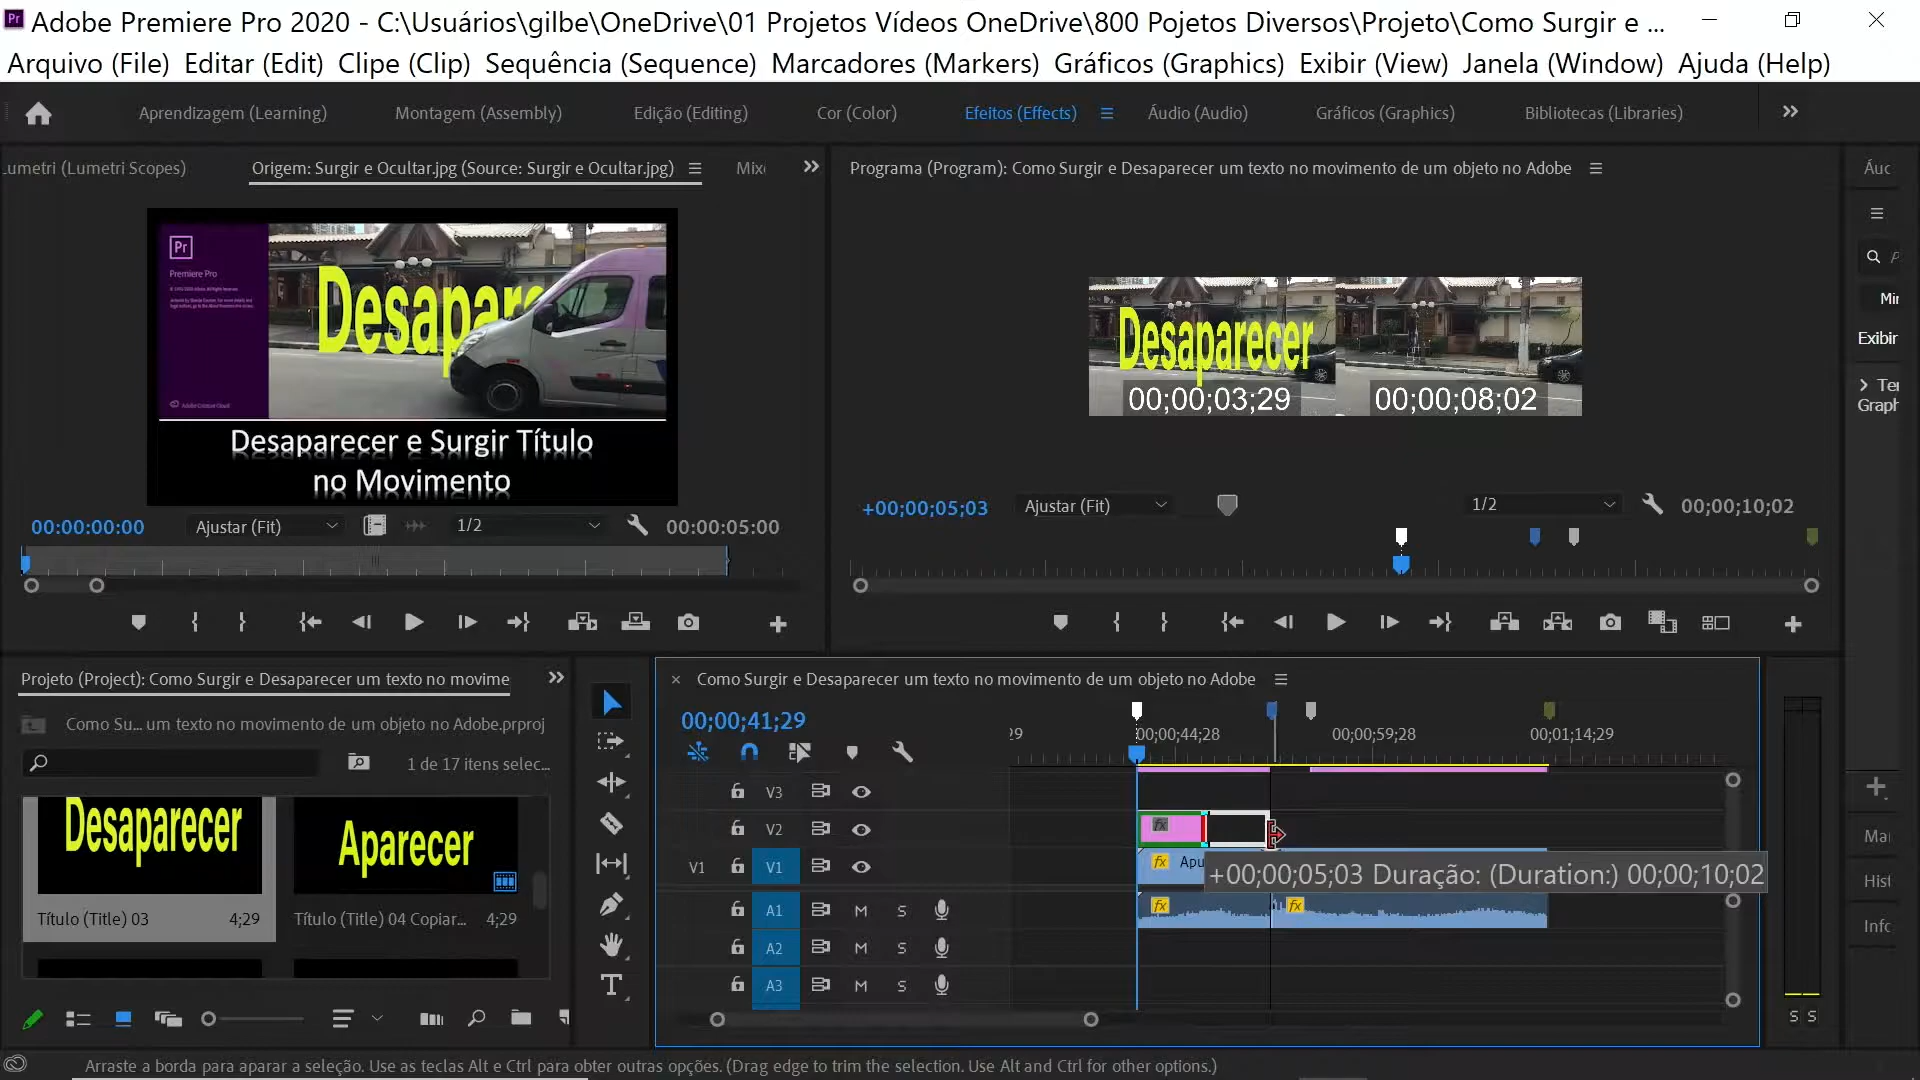 Adobe Premiere Pro 2020 - C:\Usuários\gilbe\OneDrive\01 Projetos Vídeos OneDrive\800 Pojetos Diversos\Projeto\Como Surgir e ...
Arquivo (File) Editar (Edit) Clipe (Clip) Sequência (Sequence) Marcadores (Markers) Gráficos (Graphics) Exibir (View) Janela (Window) Ajuda (Help)
Aprendizagem (Learning) Montagem (Assembly) Edição (Editing) Cor (Color) Efeitos (Effects) Áudio (Audio) Gráficos (Graphics) Bibliotecas (Libraries)
umetri (Lumetri Scopes) Origem: Surgir e Ocultar.jpg (Source: Surgir e Ocultar.jpg) Mix
Programa (Program): Como Surgir e Desaparecer um texto no movimento de um objeto no Adobe
Pr
Premiere Pro
Desapare
Adobe Creative Cloud
Desaparecer e Surgir Título
no Movimento
Desaparecer
00;00;03;29 00;00;08;02
00:00:00:00 Ajustar (Fit) 1/2 00:00:05:00
+00;00;05;03 Ajustar (Fit) 1/2 00;00;10;02
Exibir
Graph
Projeto (Project): Como Surgir e Desaparecer um texto no movime
Como Su... um texto no movimento de um objeto no Adobe.prproj
1 de 17 itens selec...
Desaparecer Aparecer
Título (Title) 03 4;29 Título (Title) 04 Copiar... 4;29
Como Surgir e Desaparecer um texto no movimento de um objeto no Adobe
00;00;41;29
29 00;00;44;28 00;00;59;28 00;01;14;29
V3
V2 fx
V1 V1 fx Apu
+00;00;05;03 Duração: (Duration:) 00;00;10;02
A1 M S fx fx
A2 M S
A3 M S
T
Mar
Hist
Info
S S
Arraste a borda para aparar a seleção. Use as teclas Alt e Ctrl para obter outras opções. (Drag edge to trim the selection. Use Alt and Ctrl for other options.)